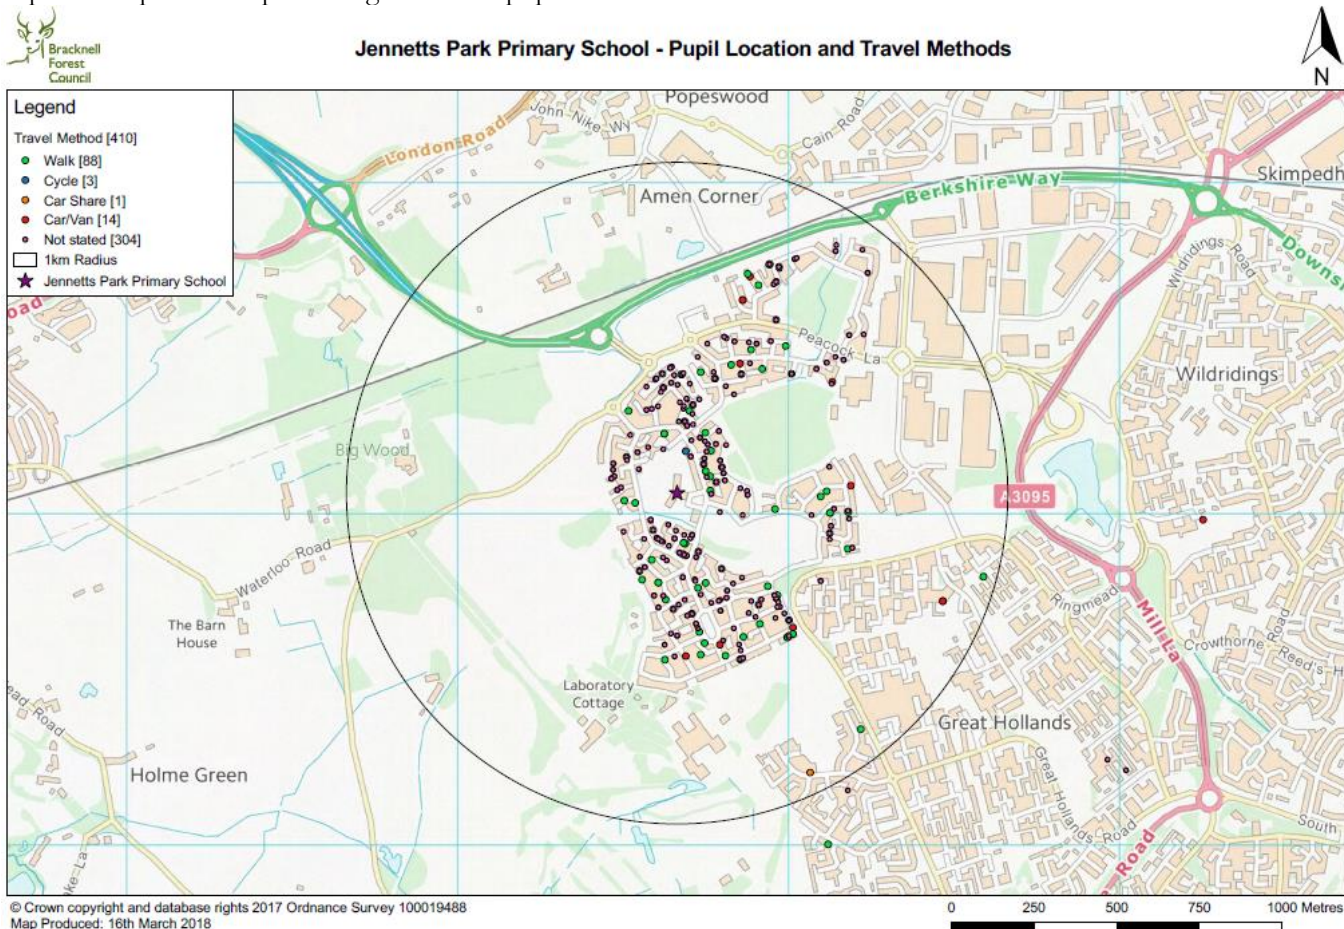 Bracknell
Forest
Council
Jennetts Park Primary School - Pupil Location and Travel Methods
N
Legend
Travel Method [410]
Walk [88]
Cycle [3]
Car Share [1]
Car/Van [14]
Not stated [304]
1km Radius
Jennetts Park Primary School
Popeswood
John Nike Wy
Cain Road
London Road
Skimpedh
Amen Corner
Berkshire Way
Wildridings Road
Downs
oad
Peacock La
Wildridings
Big Wood
A3095
Waterloo Road
Ringmead
The Barn
House
Mill La
Crowthorne Road
Reed's H
Laboratory
Cottage
ead Road
Great Hollands
Holme Green
Great Hollands Road
South
ke La
Road
© Crown copyright and database rights 2017 Ordnance Survey 100019488
Map Produced: 16th March 2018
0 250 500 750 1000 Metres